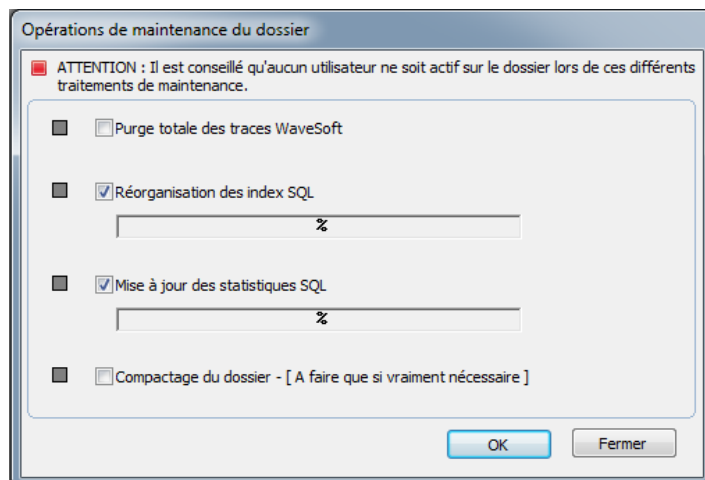 Opérations de maintenance du dossier
ATTENTION : Il est conseillé qu'aucun utilisateur ne soit actif sur le dossier lors de ces différents
traitements de maintenance.
Purge totale des traces WaveSoft
Réorganisation des index SQL
%
Mise à jour des statistiques SQL
%
Compactage du dossier - [ A faire que si vraiment nécessaire ]
OK
Fermer